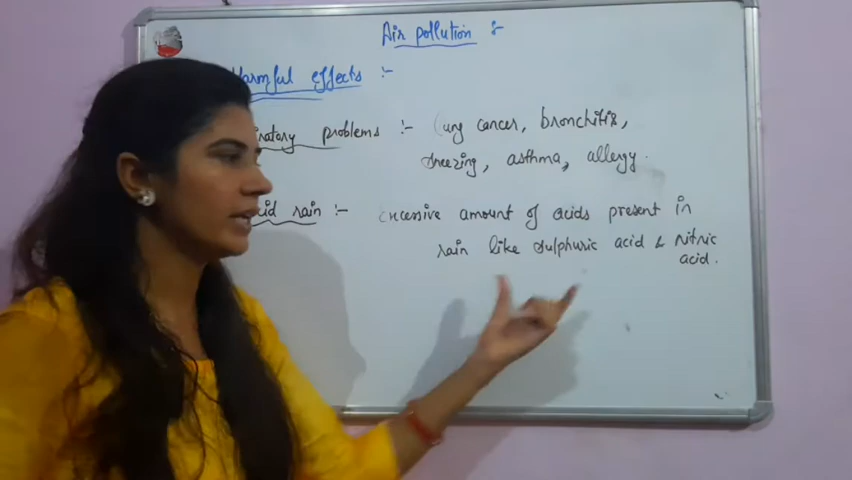 Air pollution :-
Harmful effects :-
problems :- Lung cancer, bronchitis,
sneezing, asthma, allergy.
acid rain :- Excessive amount of acids present in
rain like sulphuric acid & Nitric
acid.